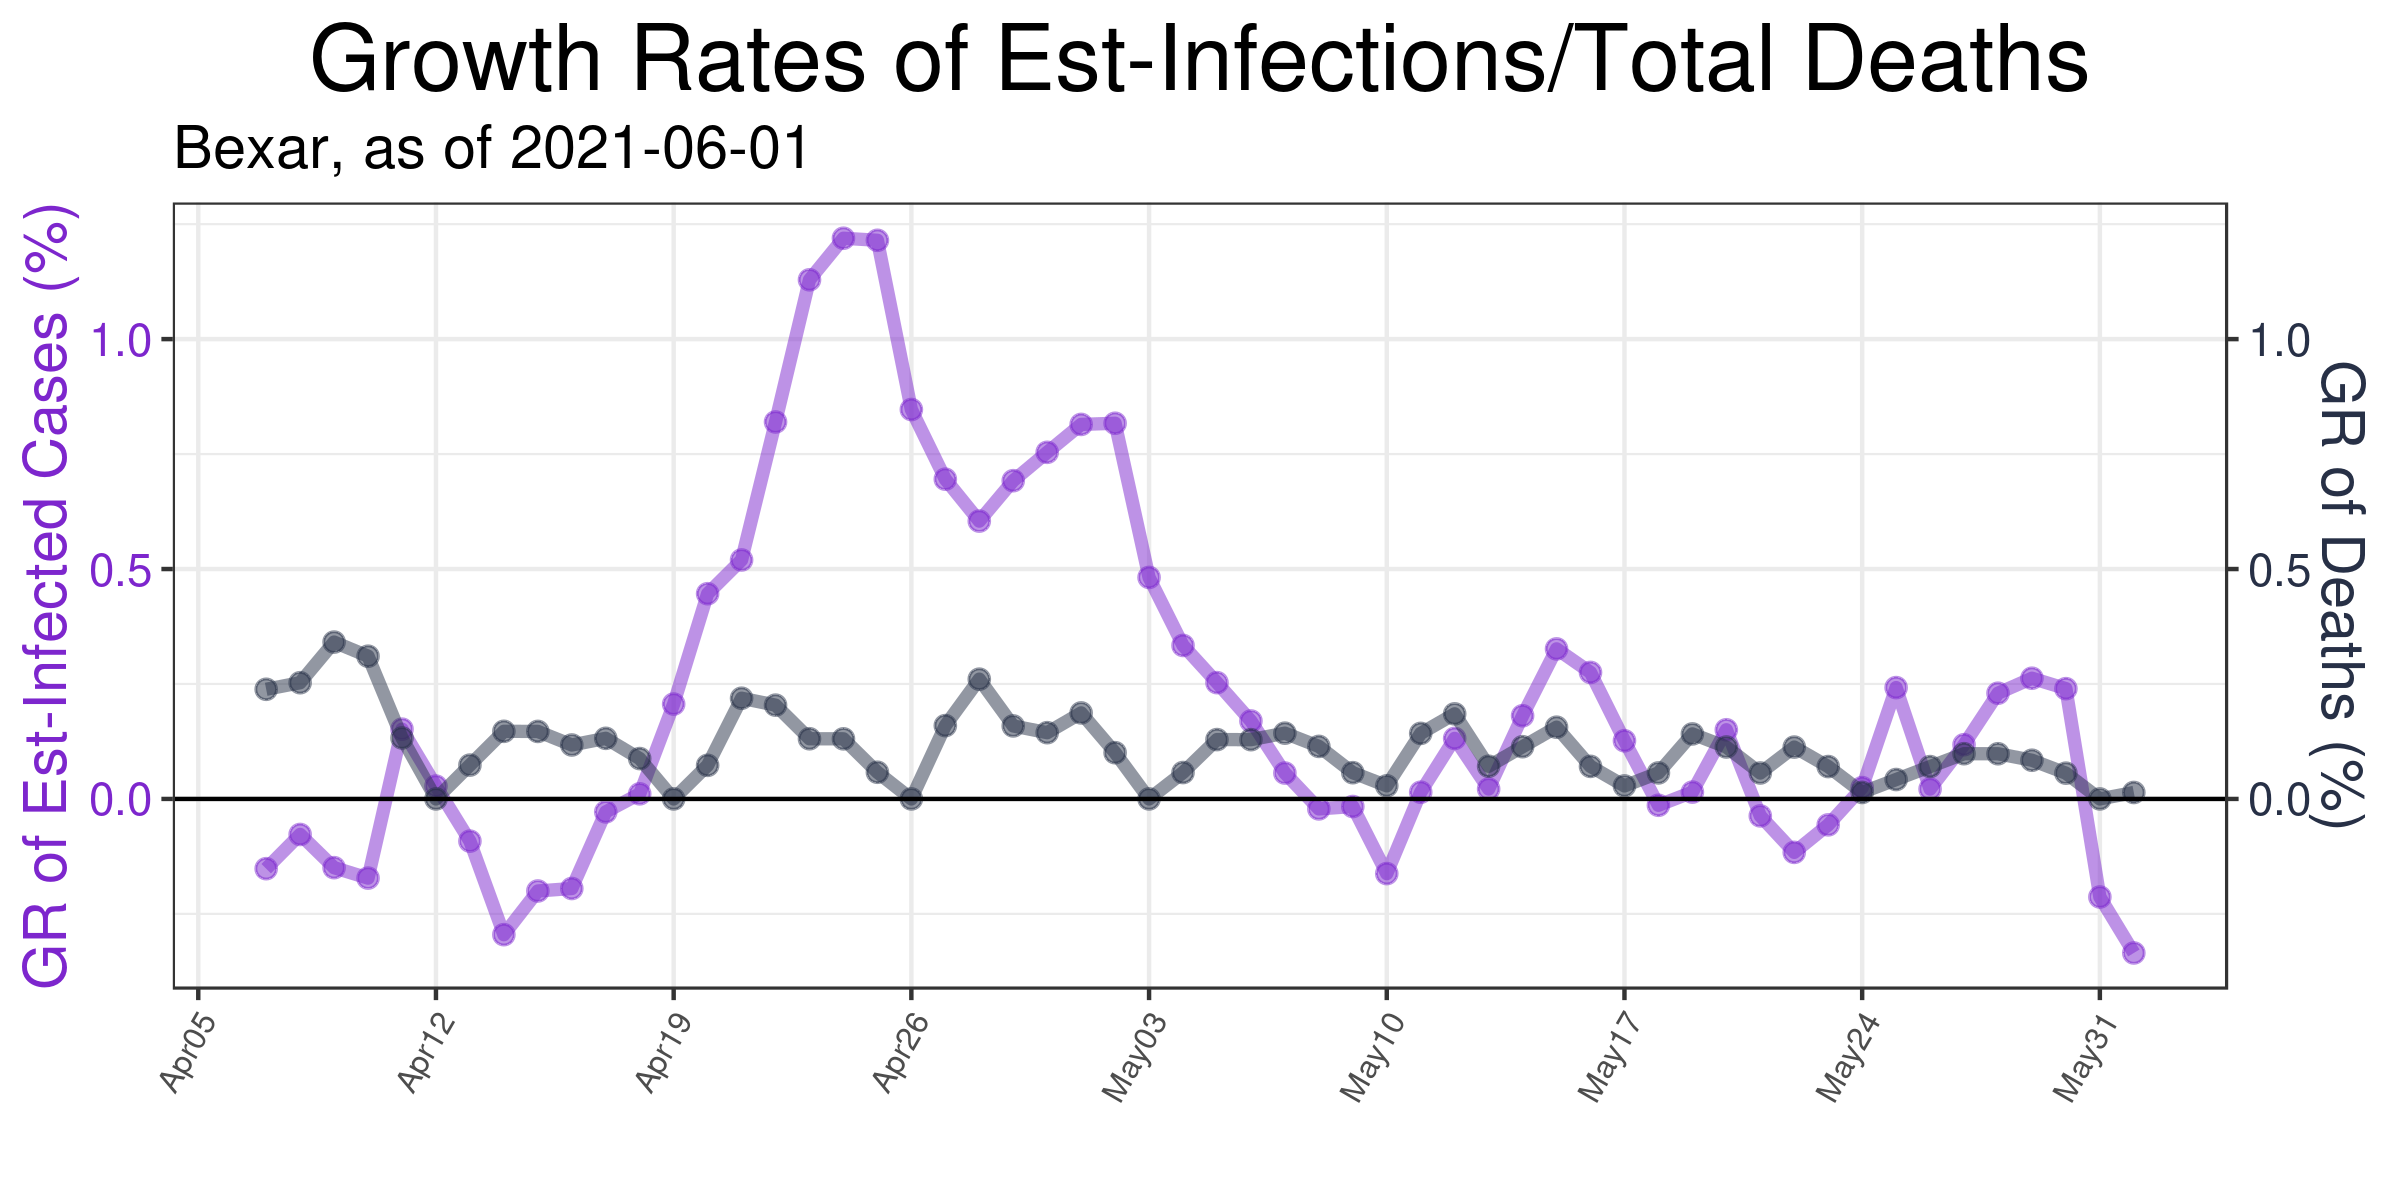 Growth Rates of Est-Infections/Total Deaths
Bexar, as of 2021-06-01
GR of Est-Infected Cases (%)
1.0
0.5
0.0
1.0
0.5
0.0
GR of Deaths (%)
Apr05
Apr12
Apr19
Apr26
May03
May10
May17
May24
May31